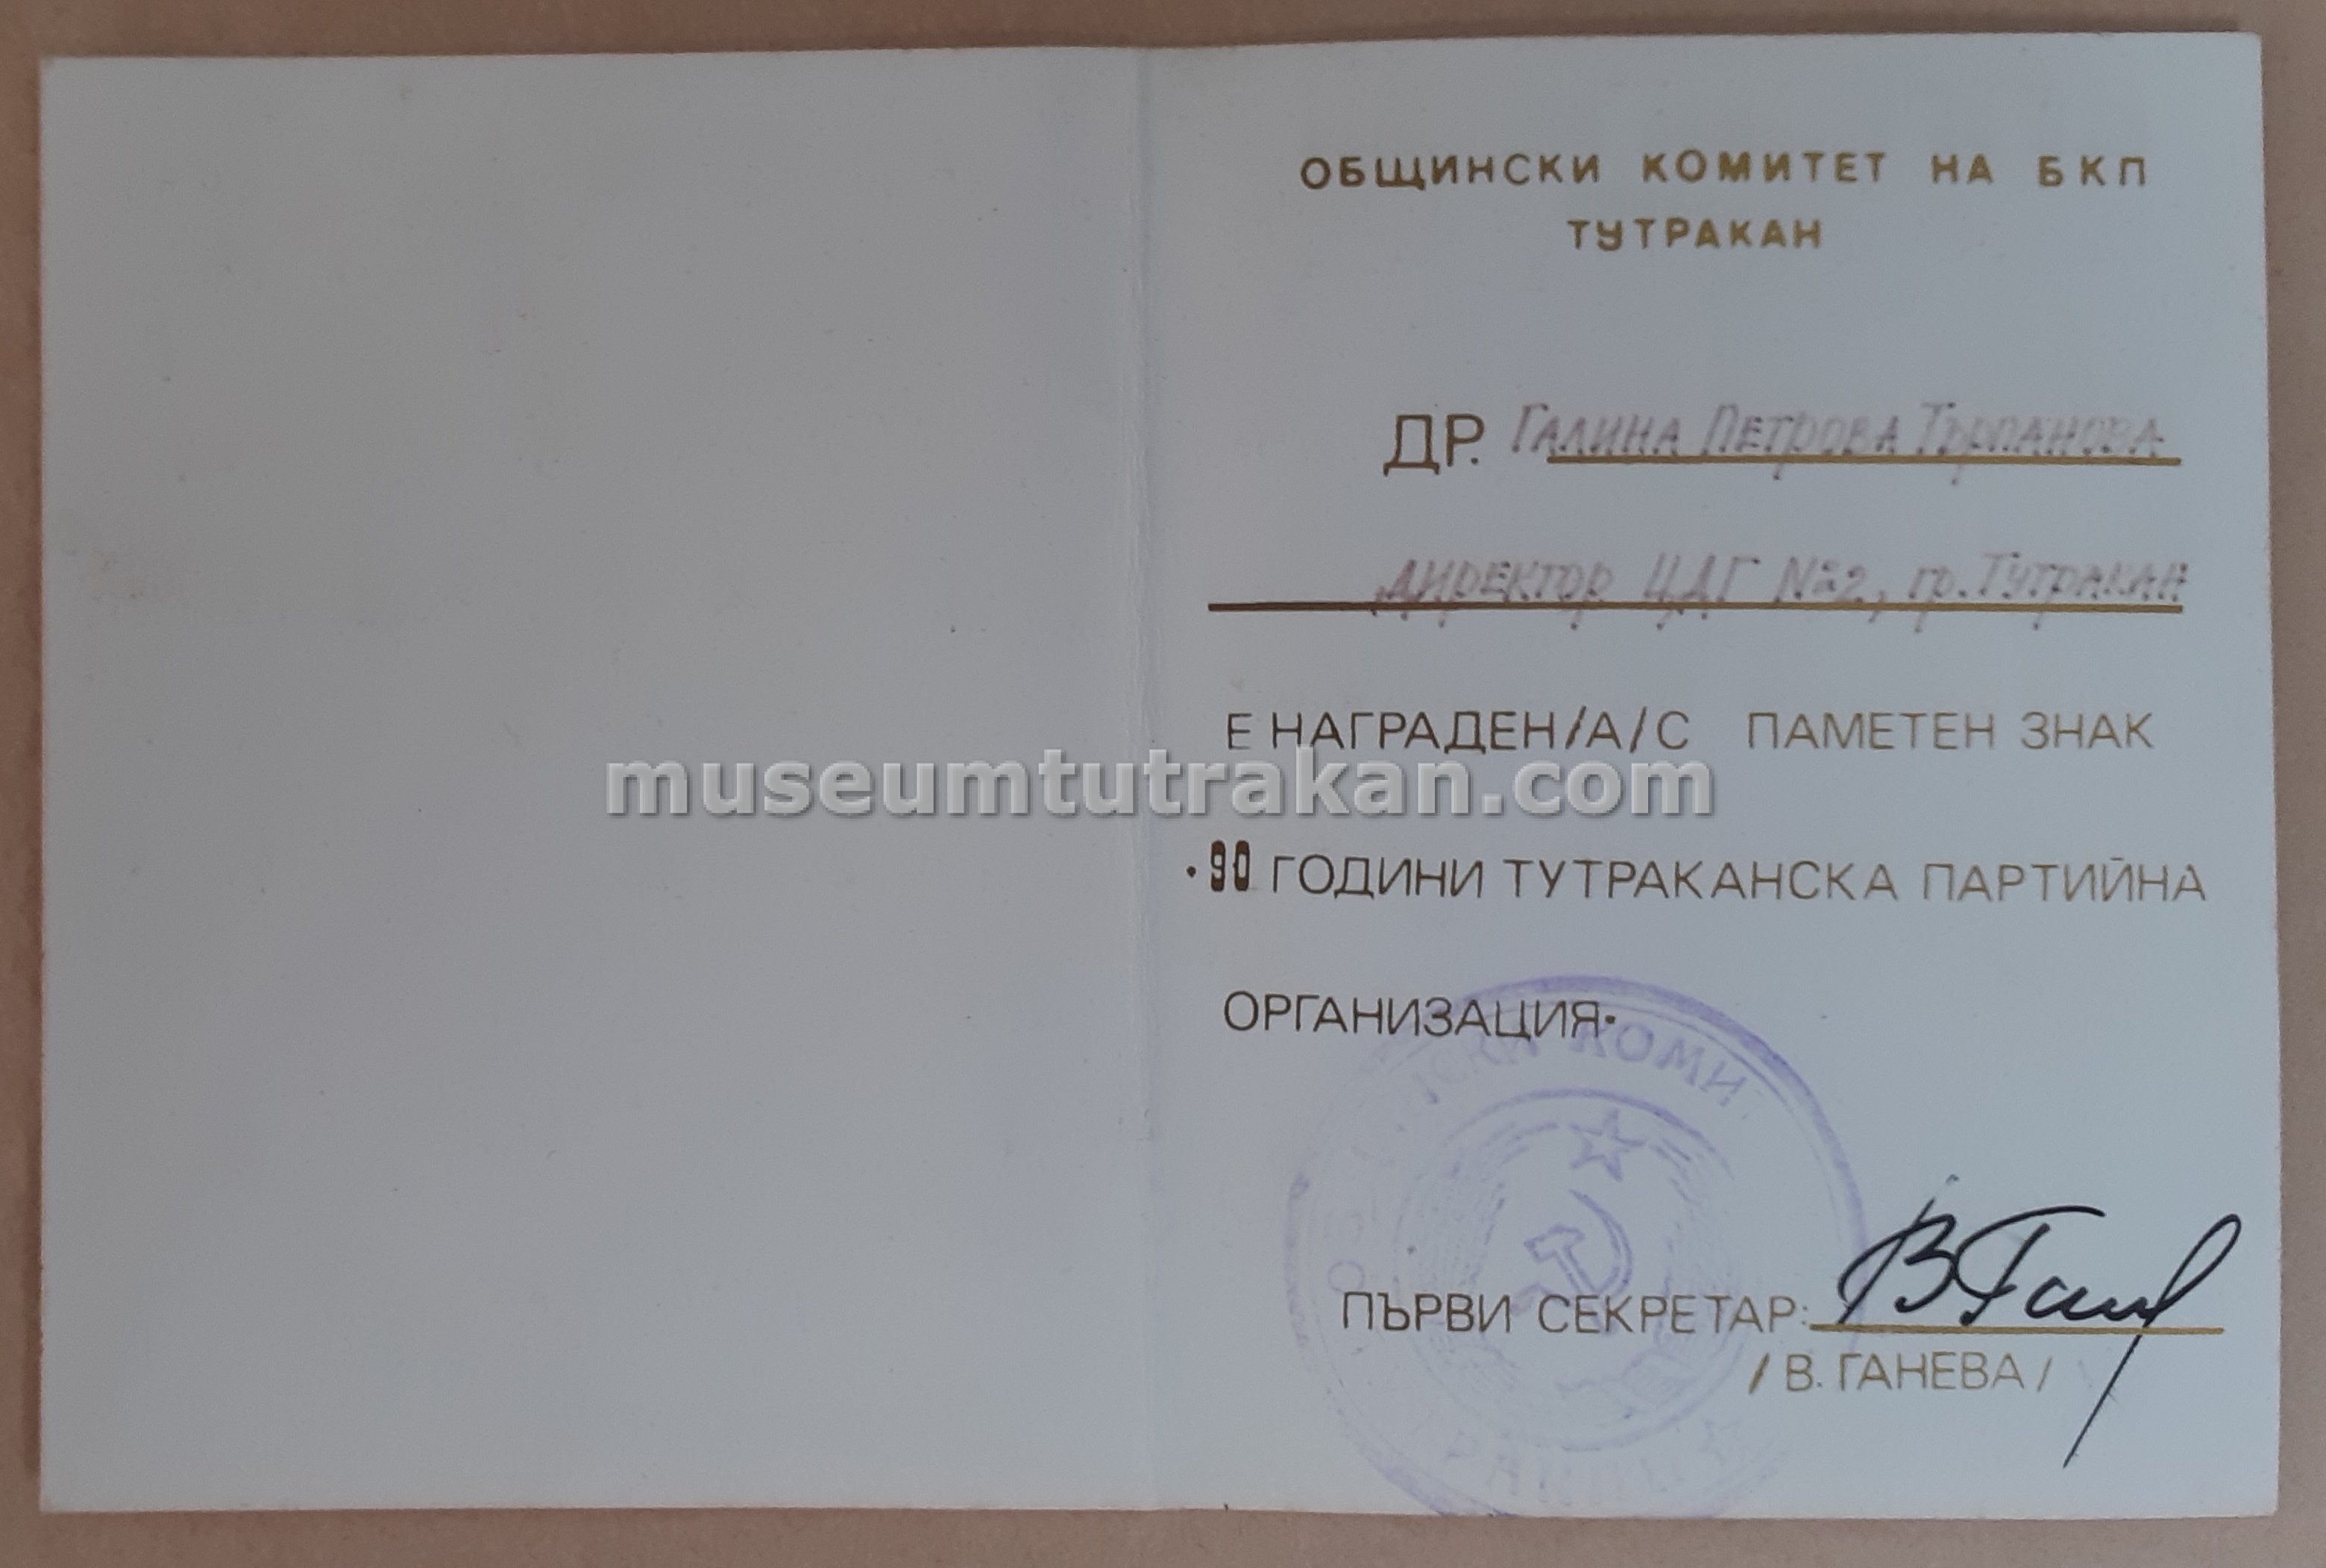 ОБЩИНСКИ КОМИТЕТ НА БКП
ТУТРАКАН
ДР. ГАЛИНА ПЕТРОВА ТЪРПАНОВА
ДИРЕКТОР ЦДГ №2, гр. ТУТРАКАН
Е НАГРАДЕН/А/С ПАМЕТЕН ЗНАК
museumtutrakan.com
·90 ГОДИНИ ТУТРАКАНСКА ПАРТИЙНА
ОРГАНИЗАЦИЯ·
ПЪРВИ СЕКРЕТАР:
/В. ГАНЕВА/